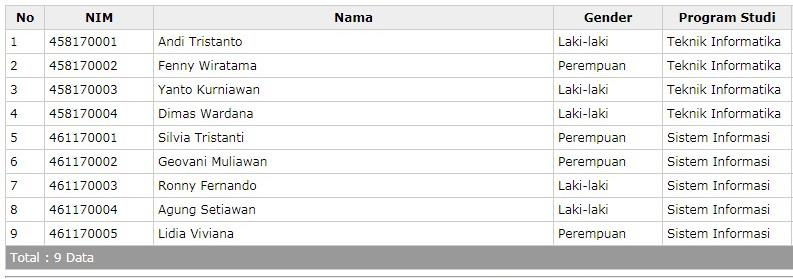 No NIM Nama Gender Program Studi
1 458170001 Andi Tristanto Laki-laki Teknik Informatika
2 458170002 Fenny Wiratama Perempuan Teknik Informatika
3 458170003 Yanto Kurniawan Laki-laki Teknik Informatika
4 458170004 Dimas Wardana Laki-laki Teknik Informatika
5 461170001 Silvia Tristanti Perempuan Sistem Informasi
6 461170002 Geovani Muliawan Perempuan Sistem Informasi
7 461170003 Ronny Fernando Laki-laki Sistem Informasi
8 461170004 Agung Setiawan Laki-laki Sistem Informasi
9 461170005 Lidia Viviana Perempuan Sistem Informasi
Total : 9 Data